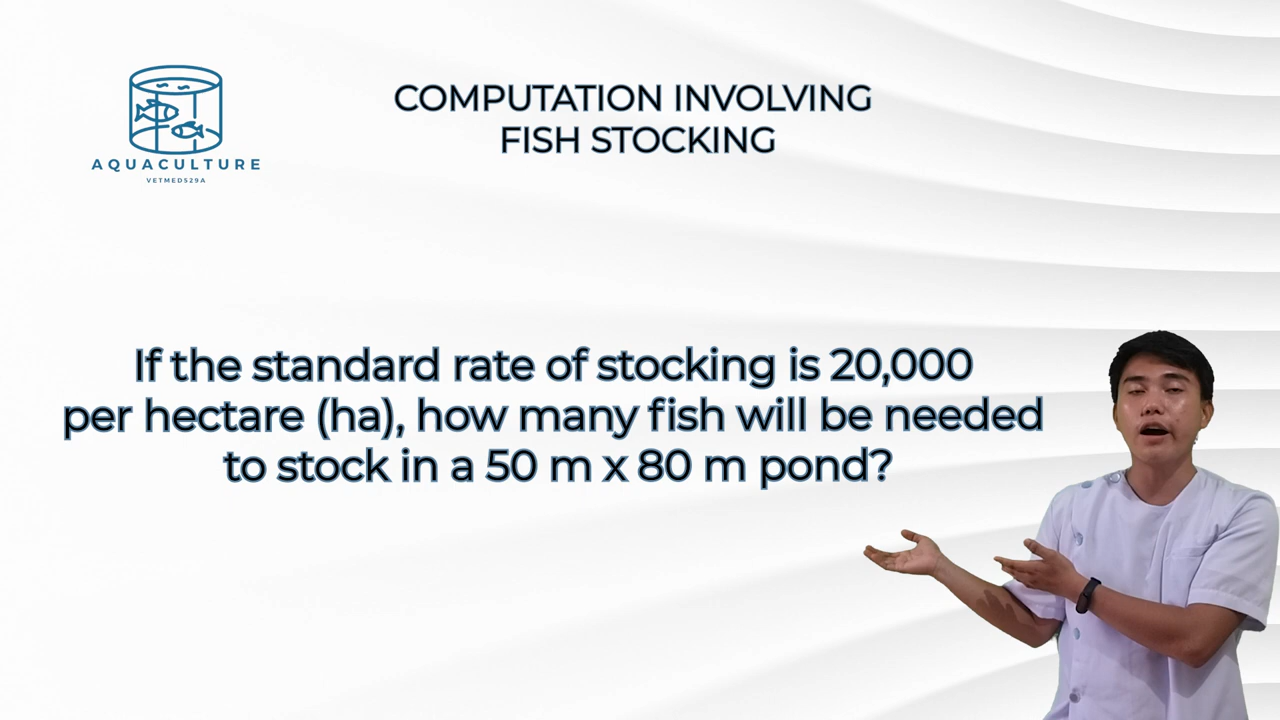 AQUACULTURE
VETMEDS29A
COMPUTATION INVOLVING
FISH STOCKING
If the standard rate of stocking is 20,000
per hectare (ha), how many fish will be needed
to stock in a 50 m x 80 m pond?